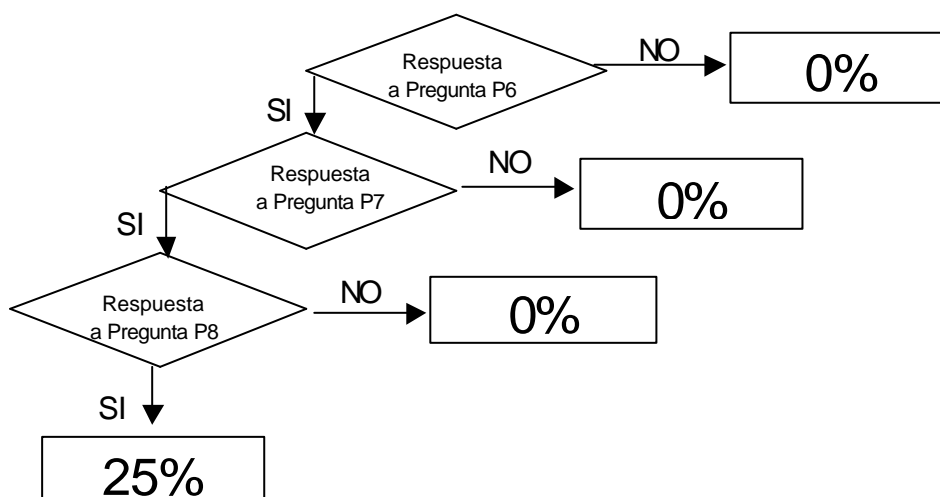 Respuesta
a Pregunta P6
NO
0%
SI
Respuesta
a Pregunta P7
NO
0%
SI
Respuesta
a Pregunta P8
NO
0%
SI
25%